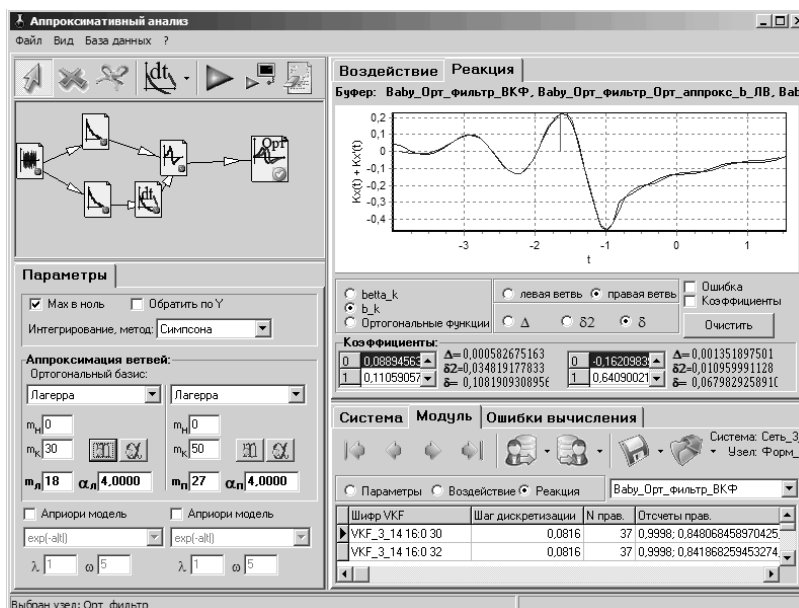 Аппроксимативный анализ
Файл Вид База данных ?
dt
Opt
dt
Воздействие Реакция
Буфер: Baby_Орт_фильтр_ВКФ, Baby_Орт_фильтр_Орт_аппрокс_b_ЛВ, Bab
Kx(t) + Kx'(t)
0,2
0,1
0
-0,1
-0,2
-0,3
-0,4
-3 -2 -1 0 1
t
Параметры
Max в ноль Обратить по Y
Интегрирование, метод: Симпсона
Аппроксимация ветвей:
Ортогональный базис:
Лагерра Лагерра
mН 0 mН 0
mК 30 m α mК 50 m α
mЛ 18 αЛ 4,0000 mП 27 αП 4,0000
Априори модель Априори модель
exp(-a|t|) exp(-a|t|)
λ 1 ω 5 λ 1 ω 5
betta_k
b_k
Ортогональные функции
левая ветвь правая ветвь
Δ δ2 δ
Ошибка
Коэффициенты
Очистить
Коэффициенты:
0 0,08894563 Δ= 0,000582675163 0 -0,1620983 Δ= 0,001351897501
1 0,11059057 δ2=0,034819177833 1 0,64090021 δ2=0,010959991128
δ= 0,108190930895 δ= 0,06798292589
Система Модуль Ошибки вычисления
Система: Сеть_3
Узел: Форм_
Параметры Воздействие Реакция Baby_Орт_фильтр_ВКФ
Шифр VKF Шаг дискретизации N прав. Отсчеты прав.
VKF_3_14 16:0 30 0,0816 37 0,9998; 0,848068458970425,
VKF_3_14 16:0 32 0,0816 37 0,9998; 0,841868259453274,
Выбран узел: Орт_фильтр